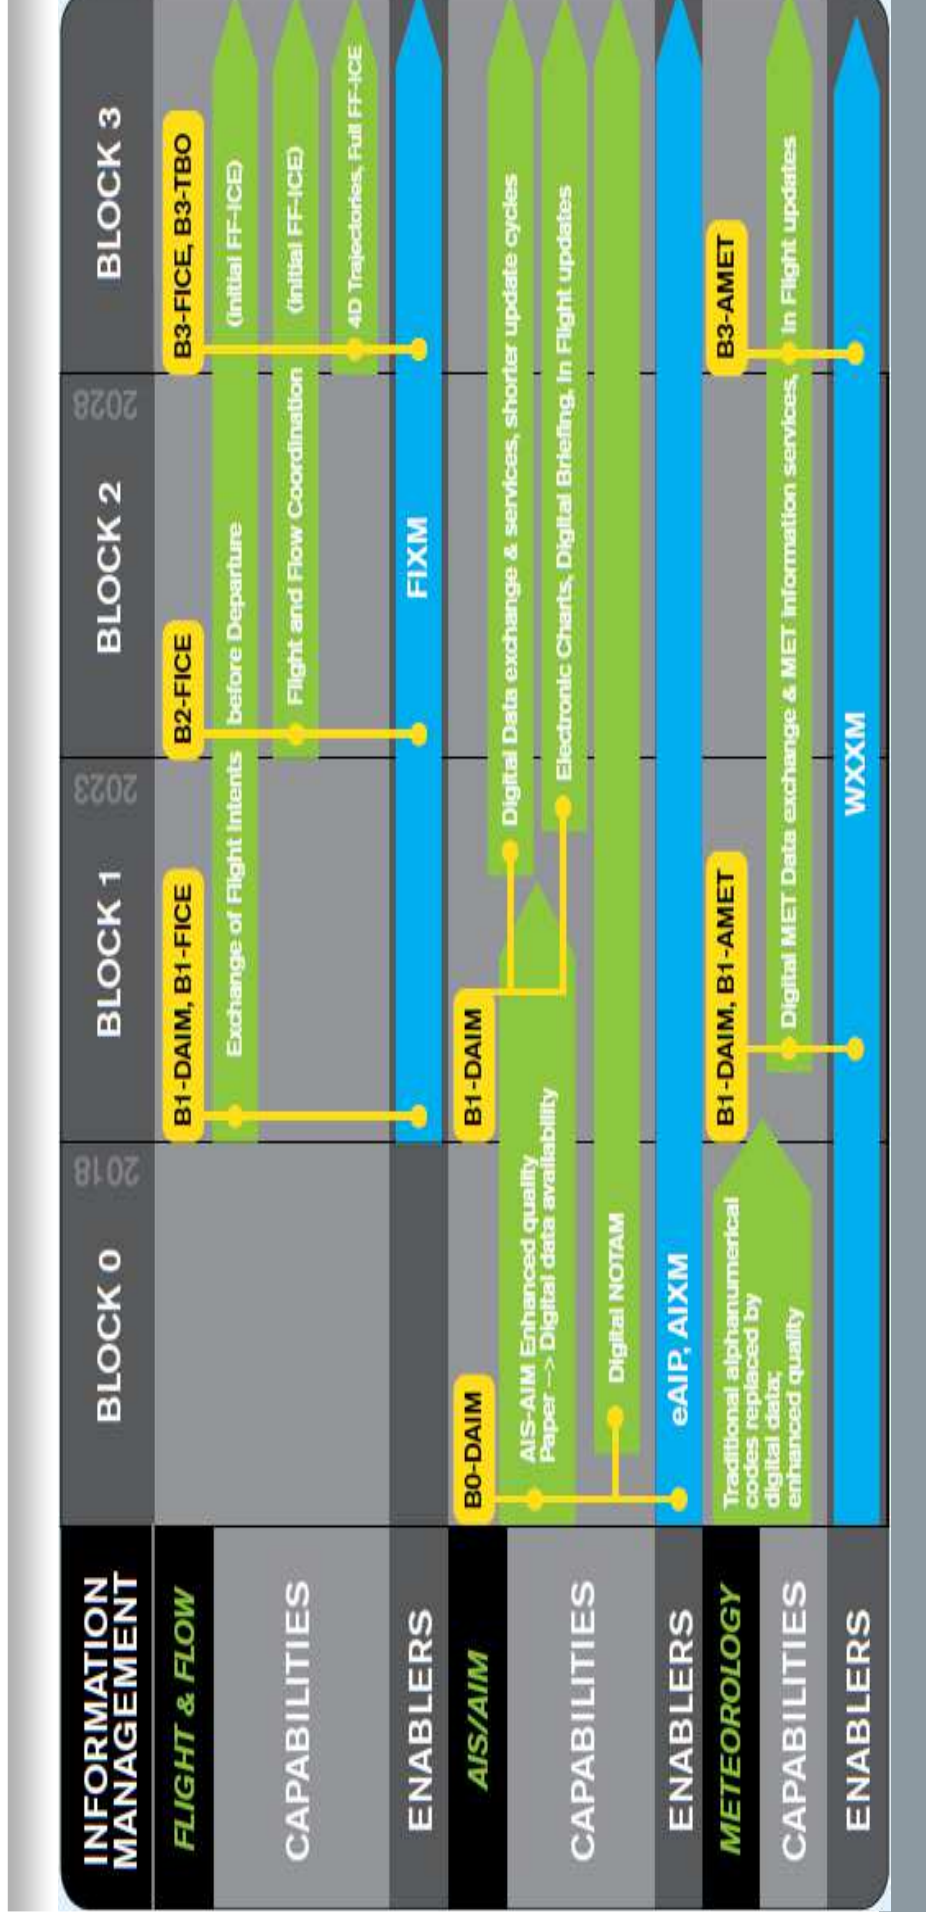 INFORMATION
MANAGEMENT
BLOCK 0
2018
BLOCK 1
2023
BLOCK 2
2028
BLOCK 3
FLIGHT & FLOW
B1-DAIM, B1-FICE
B2-FICE
B3-FICE, B3-TBO
CAPABILITIES
Exchange of Flight Intents before Departure (Initial FF-ICE)
Flight and Flow Coordination (Initial FF-ICE)
4D Trajectories, Full FF-ICE
ENABLERS
FIXM
AIS/AIM
B0-DAIM
B1-DAIM
CAPABILITIES
AIS-AIM Enhanced quality
Paper --> Digital data availability
Digital Data exchange & services, shorter update cycles
Electronic Charts, Digital Briefing, In Flight updates
Digital NOTAM
ENABLERS
eAIP, AIXM
METEOROLOGY
B1-DAIM, B1-AMET
B3-AMET
CAPABILITIES
Traditional alphanumerical
codes replaced by
digital data;
enhanced quality
Digital MET Data exchange & MET information services, In Flight updates
ENABLERS
WXXM